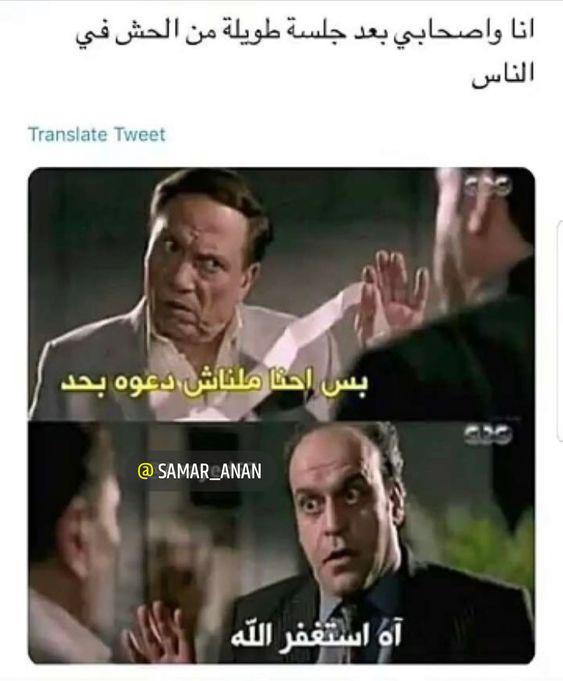 انا واصحابي بعد جلسة طويلة من الحش في
الناس
Translate Tweet
بس احنا ملناش دعوه بحد
@ SAMAR_ANAN
آه استغفر الله